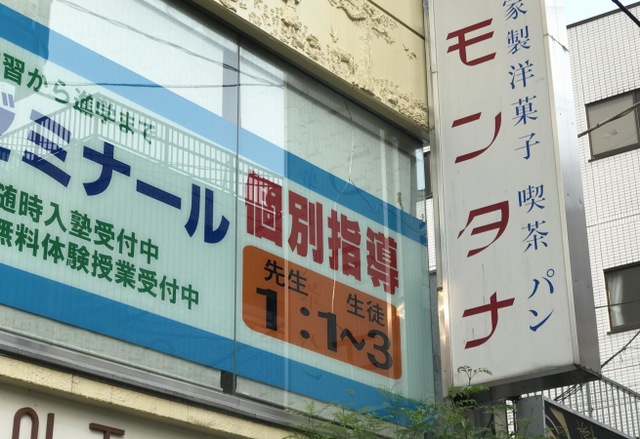 習から進学まで
ゼミナール
随時入塾受付中
無料体験授業受付中
個別指導
先生 生徒
1:1~3
家製洋菓子 喫茶 パン
モンタナ